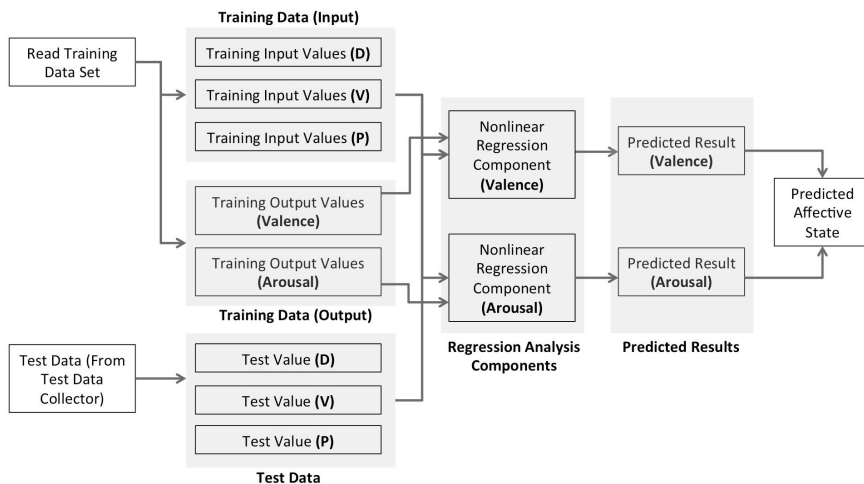 Training Data (Input)
Read Training
Data Set
Training Input Values (D)
Training Input Values (V)
Training Input Values (P)
Training Output Values
(Valence)
Training Output Values
(Arousal)
Training Data (Output)
Nonlinear
Regression
Component
(Valence)
Nonlinear
Regression
Component
(Arousal)
Regression Analysis
Components
Predicted Result
(Valence)
Predicted Result
(Arousal)
Predicted Results
Predicted
Affective
State
Test Data (From
Test Data
Collector)
Test Value (D)
Test Value (V)
Test Value (P)
Test Data